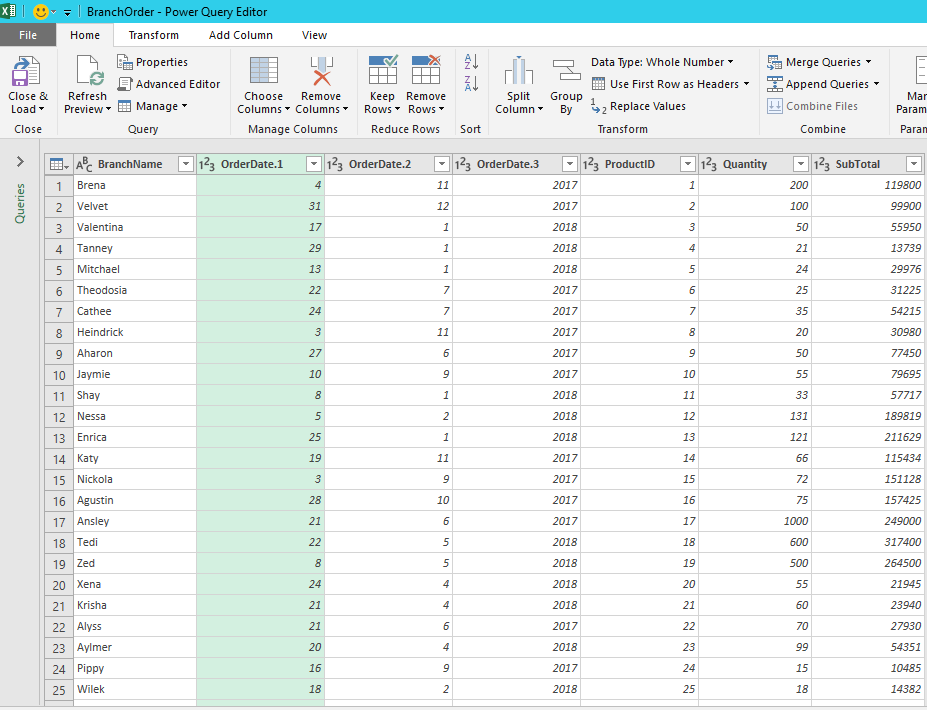 BranchOrder - Power Query Editor
File Home Transform Add Column View
Close & Load Refresh Preview Properties Advanced Editor Manage Choose Columns Remove Columns Keep Rows Remove Rows Split Column Group By Data Type: Whole Number Use First Row as Headers Replace Values Merge Queries Append Queries Combine Files
Close Query Manage Columns Reduce Rows Sort Transform Combine
Queries
BranchName OrderDate.1 OrderDate.2 OrderDate.3 ProductID Quantity SubTotal
1 Brena 4 11 2017 1 200 119800
2 Velvet 31 12 2017 2 100 99900
3 Valentina 17 1 2018 3 50 55950
4 Tanney 29 1 2018 4 21 13739
5 Mitchael 13 1 2018 5 24 29976
6 Theodosia 22 7 2017 6 25 31225
7 Cathee 24 7 2017 7 35 54215
8 Heindrick 3 11 2017 8 20 30980
9 Aharon 27 6 2017 9 50 77450
10 Jaymie 10 9 2017 10 55 79695
11 Shay 8 1 2018 11 33 57717
12 Nessa 5 2 2018 12 131 189819
13 Enrica 25 1 2018 13 121 211629
14 Katy 19 11 2017 14 66 115434
15 Nickola 3 9 2017 15 72 151128
16 Agustin 28 10 2017 16 75 157425
17 Ansley 21 6 2017 17 1000 249000
18 Tedi 22 5 2018 18 600 317400
19 Zed 8 5 2018 19 500 264500
20 Xena 24 4 2018 20 55 21945
21 Krisha 21 4 2018 21 60 23940
22 Alyss 21 6 2017 22 70 27930
23 Aylmer 20 4 2018 23 99 54351
24 Pippy 16 9 2017 24 15 10485
25 Wilek 18 2 2018 25 18 14382